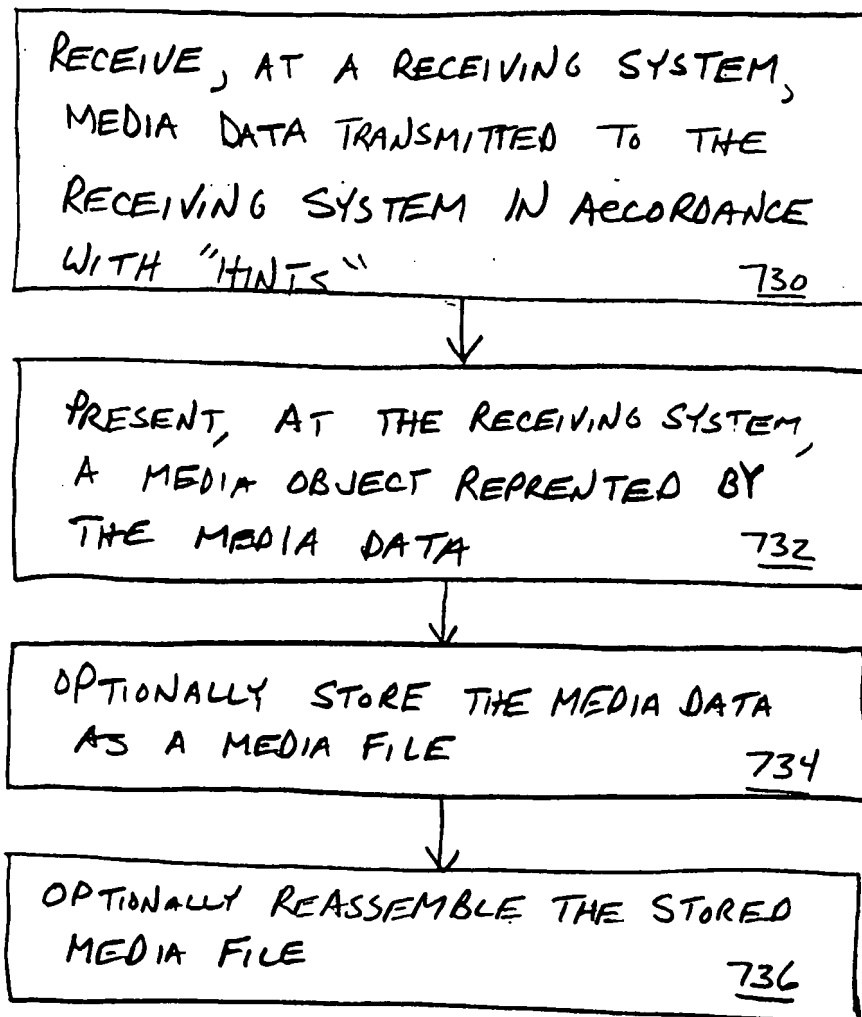 RECEIVE, AT A RECEIVING SYSTEM,
MEDIA DATA TRANSMITTED TO THE
RECEIVING SYSTEM IN ACCORDANCE
WITH "HINTS" 730
PRESENT, AT THE RECEIVING SYSTEM,
A MEDIA OBJECT REPRENTED BY
THE MEDIA DATA 732
OPTIONALLY STORE THE MEDIA DATA
AS A MEDIA FILE 734
OPTIONALLY REASSEMBLE THE STORED
MEDIA FILE 736